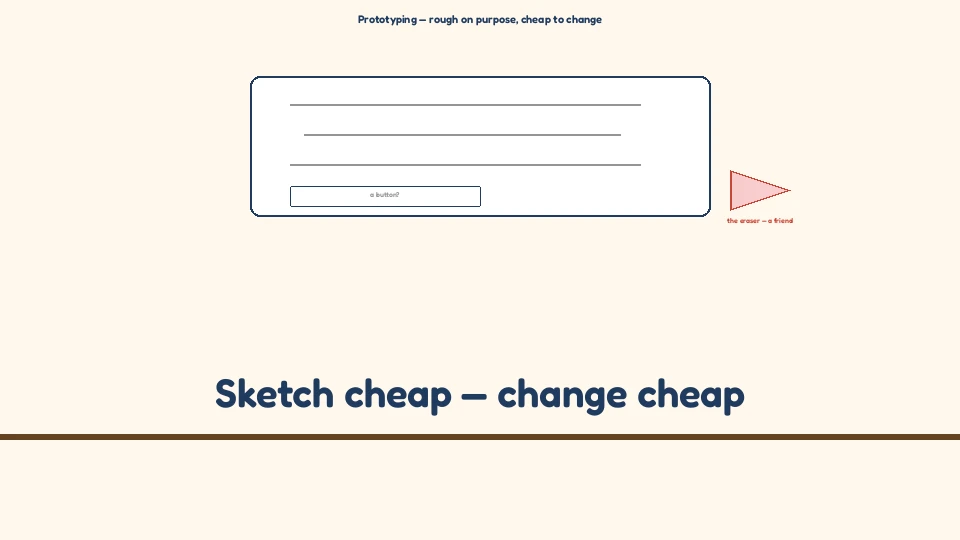 Prototyping — rough on purpose, cheap to change
a button?
the eraser — a friend
Sketch cheap — change cheap